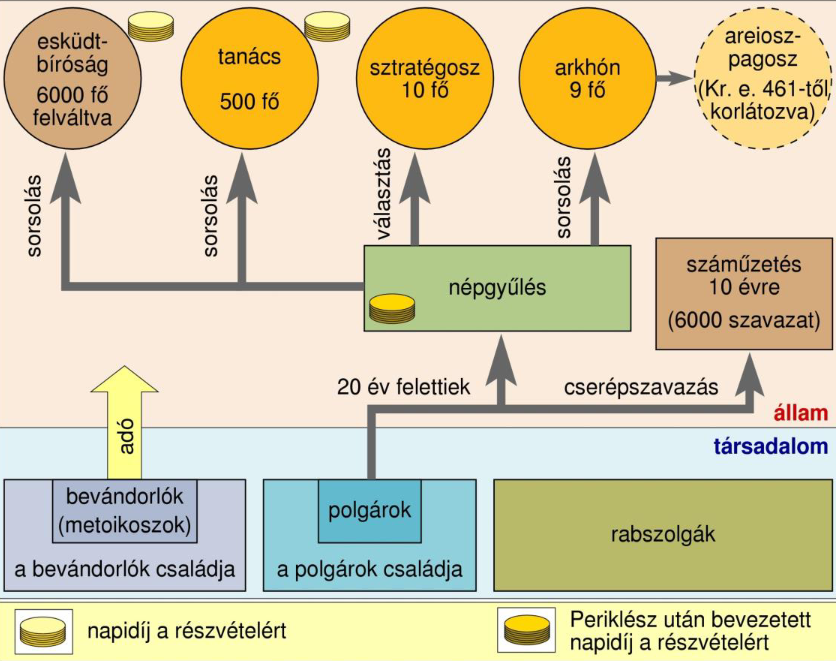 esküdt-
bíróság
6000 fő
felváltva
tanács
500 fő
sztratégosz
10 fő
arkhón
9 fő
areiosz-
pagosz
(Kr. e. 461-től
korlátozva)
sorsolás
sorsolás
választás
sorsolás
népgyűlés
száműzetés
10 évre
(6000 szavazat)
20 év felettiek
cserépszavazás
állam
társadalom
adó
bevándorlók
(metoikoszok)
a bevándorlók családja
polgárok
a polgárok családja
rabszolgák
napidíj a részvételért
Periklész után bevezetett
napidíj a részvételért